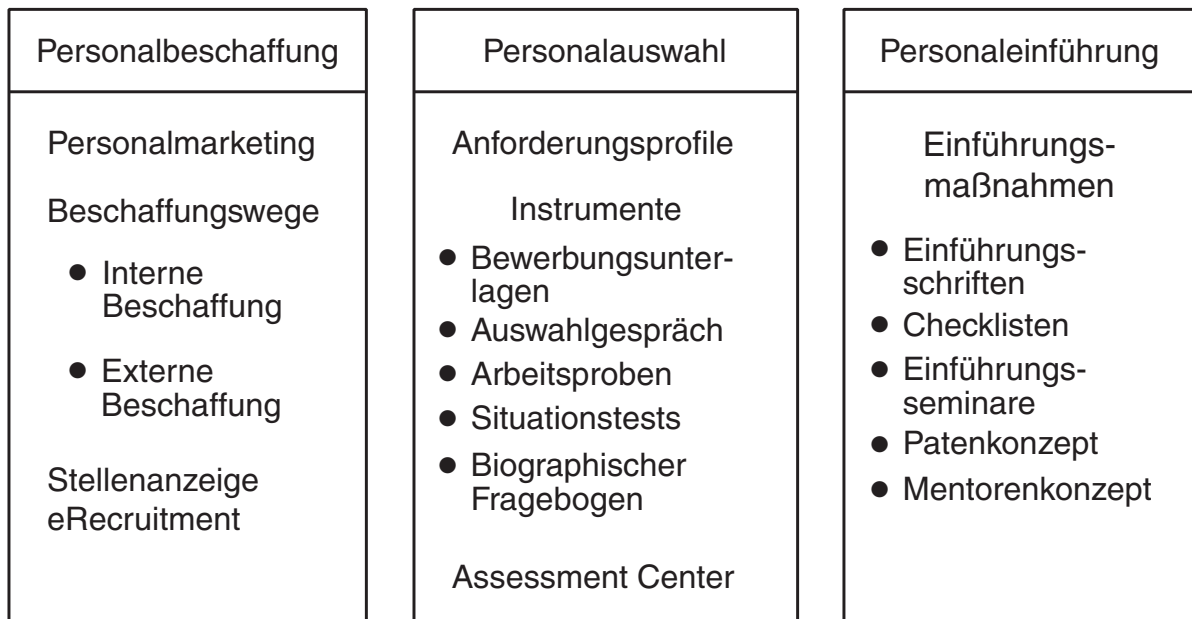 Personalbeschaffung
Personalmarketing
Beschaffungswege
● Interne
Beschaffung
● Externe
Beschaffung
Stellenanzeige
eRecruitment
Personalauswahl
Anforderungsprofile
Instrumente
● Bewerbungsunter-
lagen
● Auswahlgespräch
● Arbeitsproben
● Situationstests
● Biographischer
Fragebogen
Assessment Center
Personaleinführung
Einführungs-
maßnahmen
● Einführungs-
schriften
● Checklisten
● Einführungs-
seminare
● Patenkonzept
● Mentorenkonzept